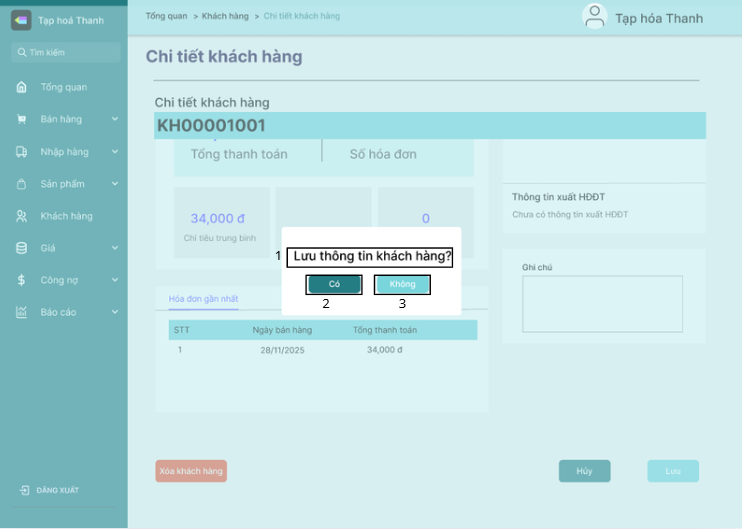 Tạp hoá Thanh
Tổng quan > Khách hàng > Chi tiết khách hàng
Tạp hóa Thanh
Tìm kiếm
Chi tiết khách hàng
Tổng quan
Bán hàng
Nhập hàng
Sản phẩm
Khách hàng
Giá
Công nợ
Báo cáo
ĐĂNG XUẤT
Chi tiết khách hàng
KH00001001
Tổng thanh toán
Số hóa đơn
34,000 đ
Chi tiêu trung bình
0
Thông tin xuất HĐĐT
Chưa có thông tin xuất HĐĐT
1
Lưu thông tin khách hàng?
Có
Không
2
3
Ghi chú
Hóa đơn gần nhất
STT Ngày bán hàng Tổng thanh toán
1 28/11/2025 34,000 đ
Xóa khách hàng
Hủy
Lưu